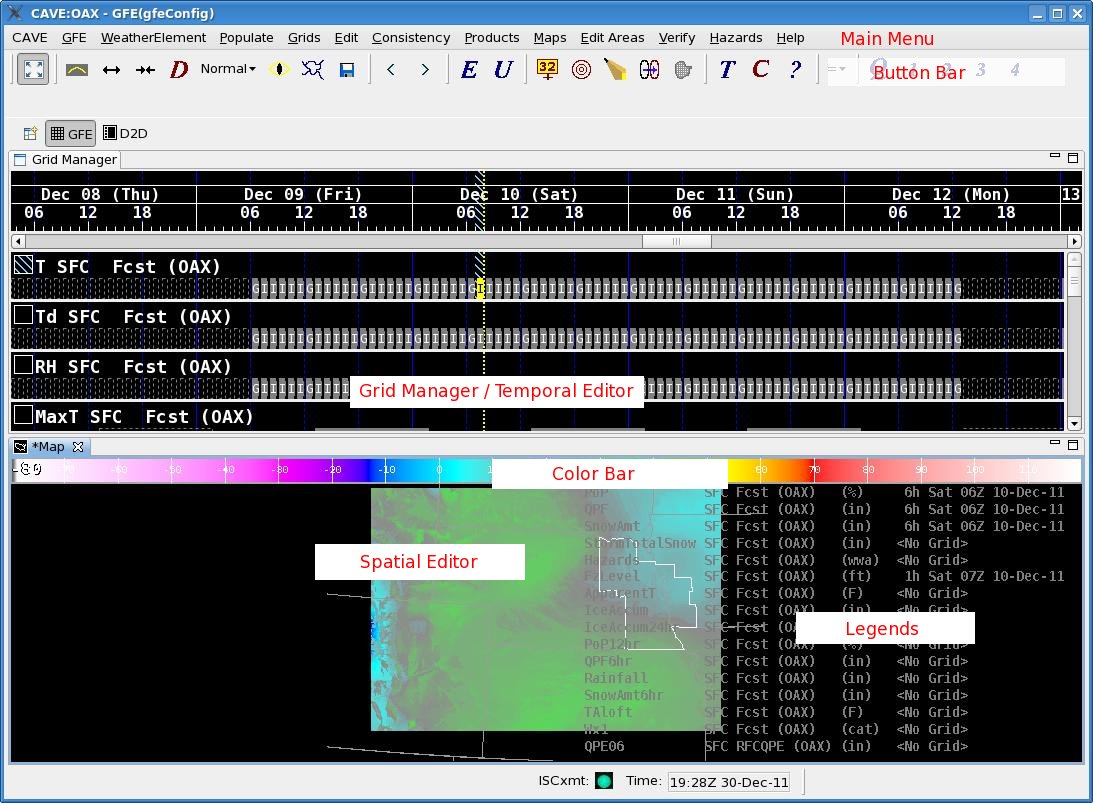 CAVE:OAX - GFE(gfeConfig)
CAVE GFE WeatherElement Populate Grids Edit Consistency Products Maps Edit Areas Verify Hazards Help Main Menu
D Normal < > E U 32 T C ? Button Bar 3 4
GFE D2D
Grid Manager
Dec 08 (Thu) Dec 09 (Fri) Dec 10 (Sat) Dec 11 (Sun) Dec 12 (Mon) 13
06 12 18 06 12 18 06 12 18 06 12 18 06 12 18
T SFC Fcst (OAX)
Td SFC Fcst (OAX)
RH SFC Fcst (OAX)
Grid Manager / Temporal Editor
MaxT SFC Fcst (OAX)
*Map
-80 -40 -30 -20 -10 0 Color Bar 60 70 80 90 100 110
PoP SFC Fcst (OAX) (%) 6h Sat 06Z 10-Dec-11
QPF SFC Fcst (OAX) (in) 6h Sat 06Z 10-Dec-11
SnowAmt SFC Fcst (OAX) (in) 6h Sat 06Z 10-Dec-11
StormTotalSnow SFC Fcst (OAX) (in) <No Grid>
Hazards SFC Fcst (OAX) (wwa) <No Grid>
Spatial Editor
FzLevel SFC Fcst (OAX) (ft) 1h Sat 07Z 10-Dec-11
ApparentT SFC Fcst (OAX) (F) <No Grid>
IceAccum SFC Fcst (OAX) (in) <No Grid>
IceAccum24hr SFC Fcst Legends
PoP12hr SFC Fcst (OAX) (%) <No Grid>
QPF6hr SFC Fcst (OAX) (in) <No Grid>
Rainfall SFC Fcst (OAX) (in) <No Grid>
SnowAmt6hr SFC Fcst (OAX) (in) <No Grid>
TAloft SFC Fcst (OAX) (F) <No Grid>
Wx1 SFC Fcst (OAX) (cat) <No Grid>
QPE06 SFC RFCQPE (OAX) (in) <No Grid>
ISCxmt: Time: 19:28Z 30-Dec-11